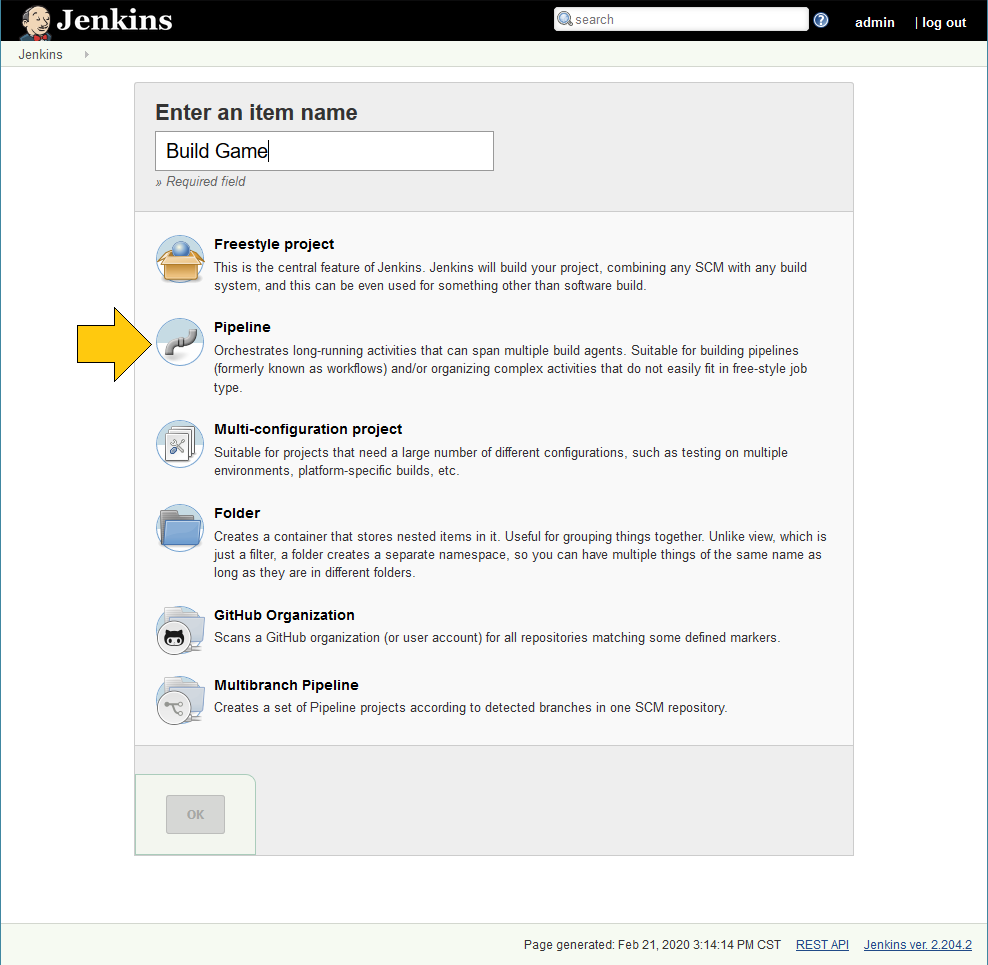 Jenkins
search
?
admin
| log out
Jenkins
Enter an item name
Build Game
» Required field
Freestyle project
This is the central feature of Jenkins. Jenkins will build your project, combining any SCM with any build
system, and this can be even used for something other than software build.
Pipeline
Orchestrates long-running activities that can span multiple build agents. Suitable for building pipelines
(formerly known as workflows) and/or organizing complex activities that do not easily fit in free-style job
type.
Multi-configuration project
Suitable for projects that need a large number of different configurations, such as testing on multiple
environments, platform-specific builds, etc.
Folder
Creates a container that stores nested items in it. Useful for grouping things together. Unlike view, which is
just a filter, a folder creates a separate namespace, so you can have multiple things of the same name as
long as they are in different folders.
GitHub Organization
Scans a GitHub organization (or user account) for all repositories matching some defined markers.
Multibranch Pipeline
Creates a set of Pipeline projects according to detected branches in one SCM repository.
OK
Page generated: Feb 21, 2020 3:14:14 PM CST
REST API
Jenkins ver. 2.204.2